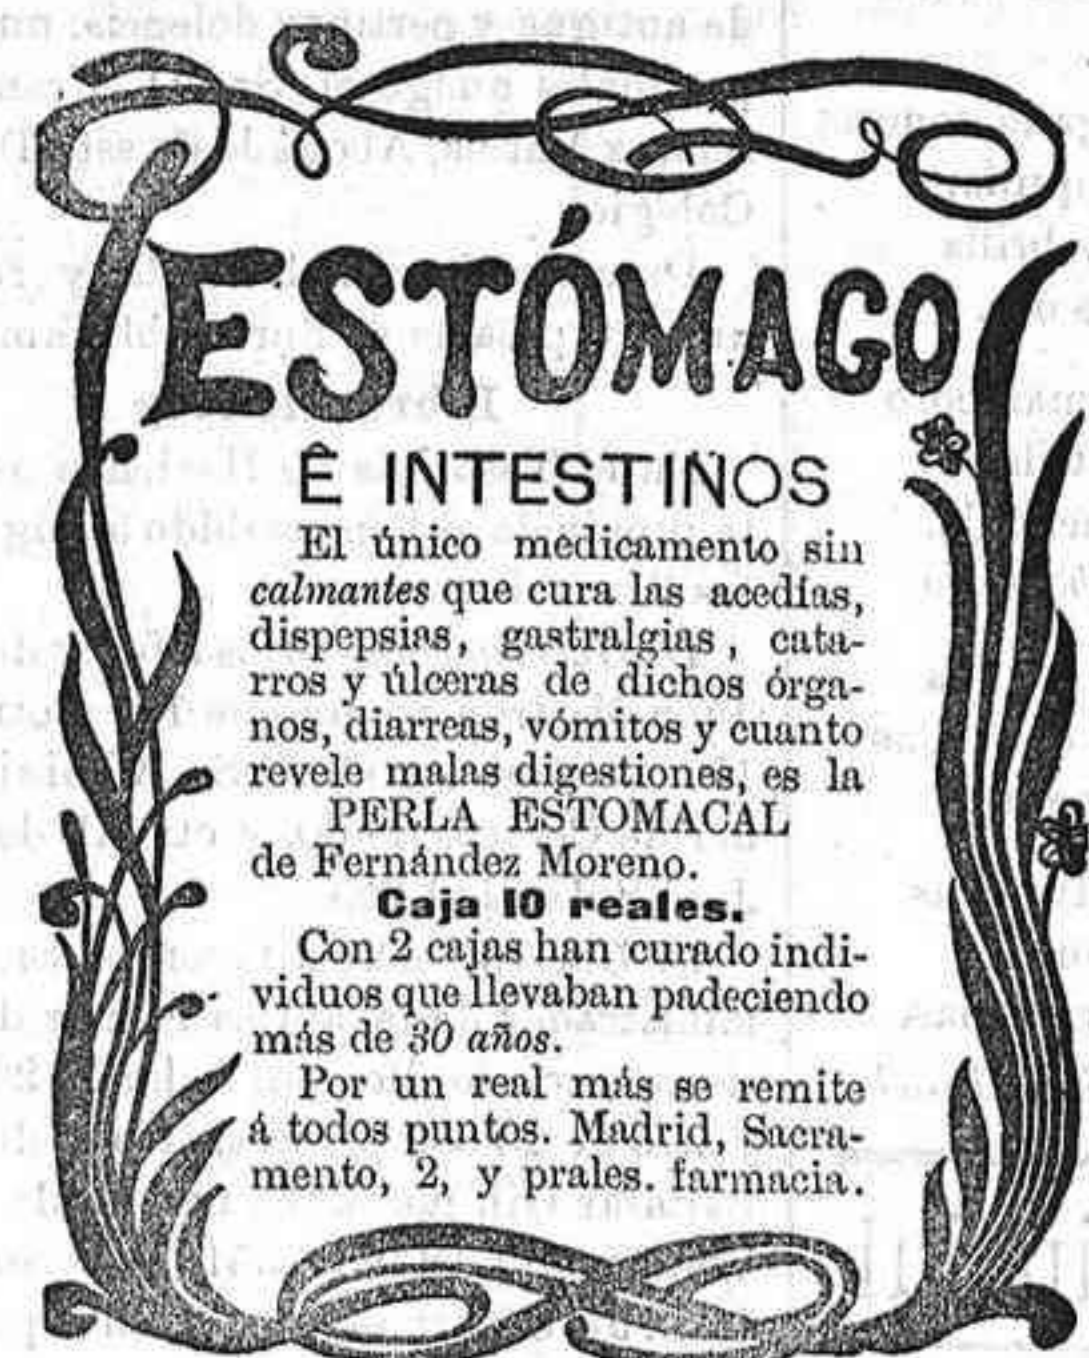 ESTÓMAGO
Ê INTESTINOS
El único medicamento sin
calmantes que cura las acedías,
dispepsias, gastralgias, cata-
rros y úlceras de dichos órga-
nos, diarreas, vómitos y cuanto
revele malas digestiones, es la
PERLA ESTOMACAL
de Fernández Moreno.
Caja 10 reales.
Con 2 cajas han curado indi-
viduos que llevaban padeciendo
más de 30 años.
Por un real más se remite
á todos puntos. Madrid, Sacra-
mento, 2, y prales. farmacia.